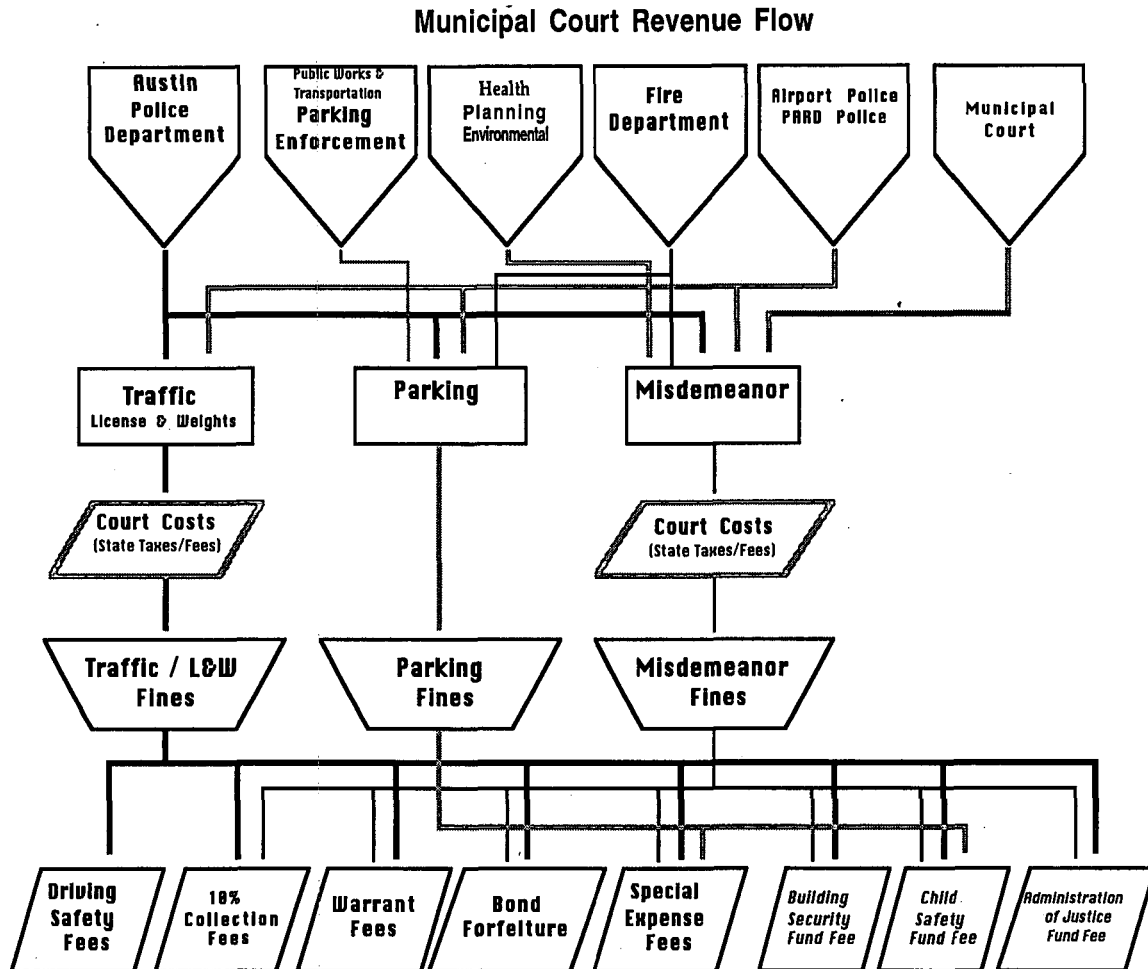 Municipal Court Revenue Flow
Austin
Police
Department
Public Works &
Transportation
Parking
Enforcement
Health
Planning
Environmental
Fire
Department
Airport Police
PARD Police
Municipal
Court
Traffic
License & Weights
Parking
Misdemeanor
Court Costs
(State Taxes/Fees)
Court Costs
(State Taxes/Fees)
Traffic / L&W
Fines
Parking
Fines
Misdemeanor
Fines
Driving
Safety
Fees
10%
Collection
Fees
Warrant
Fees
Bond
Forfeiture
Special
Expense
Fees
Building
Security
Fund Fee
Child
Safety
Fund Fee
Administration
of Justice
Fund Fee